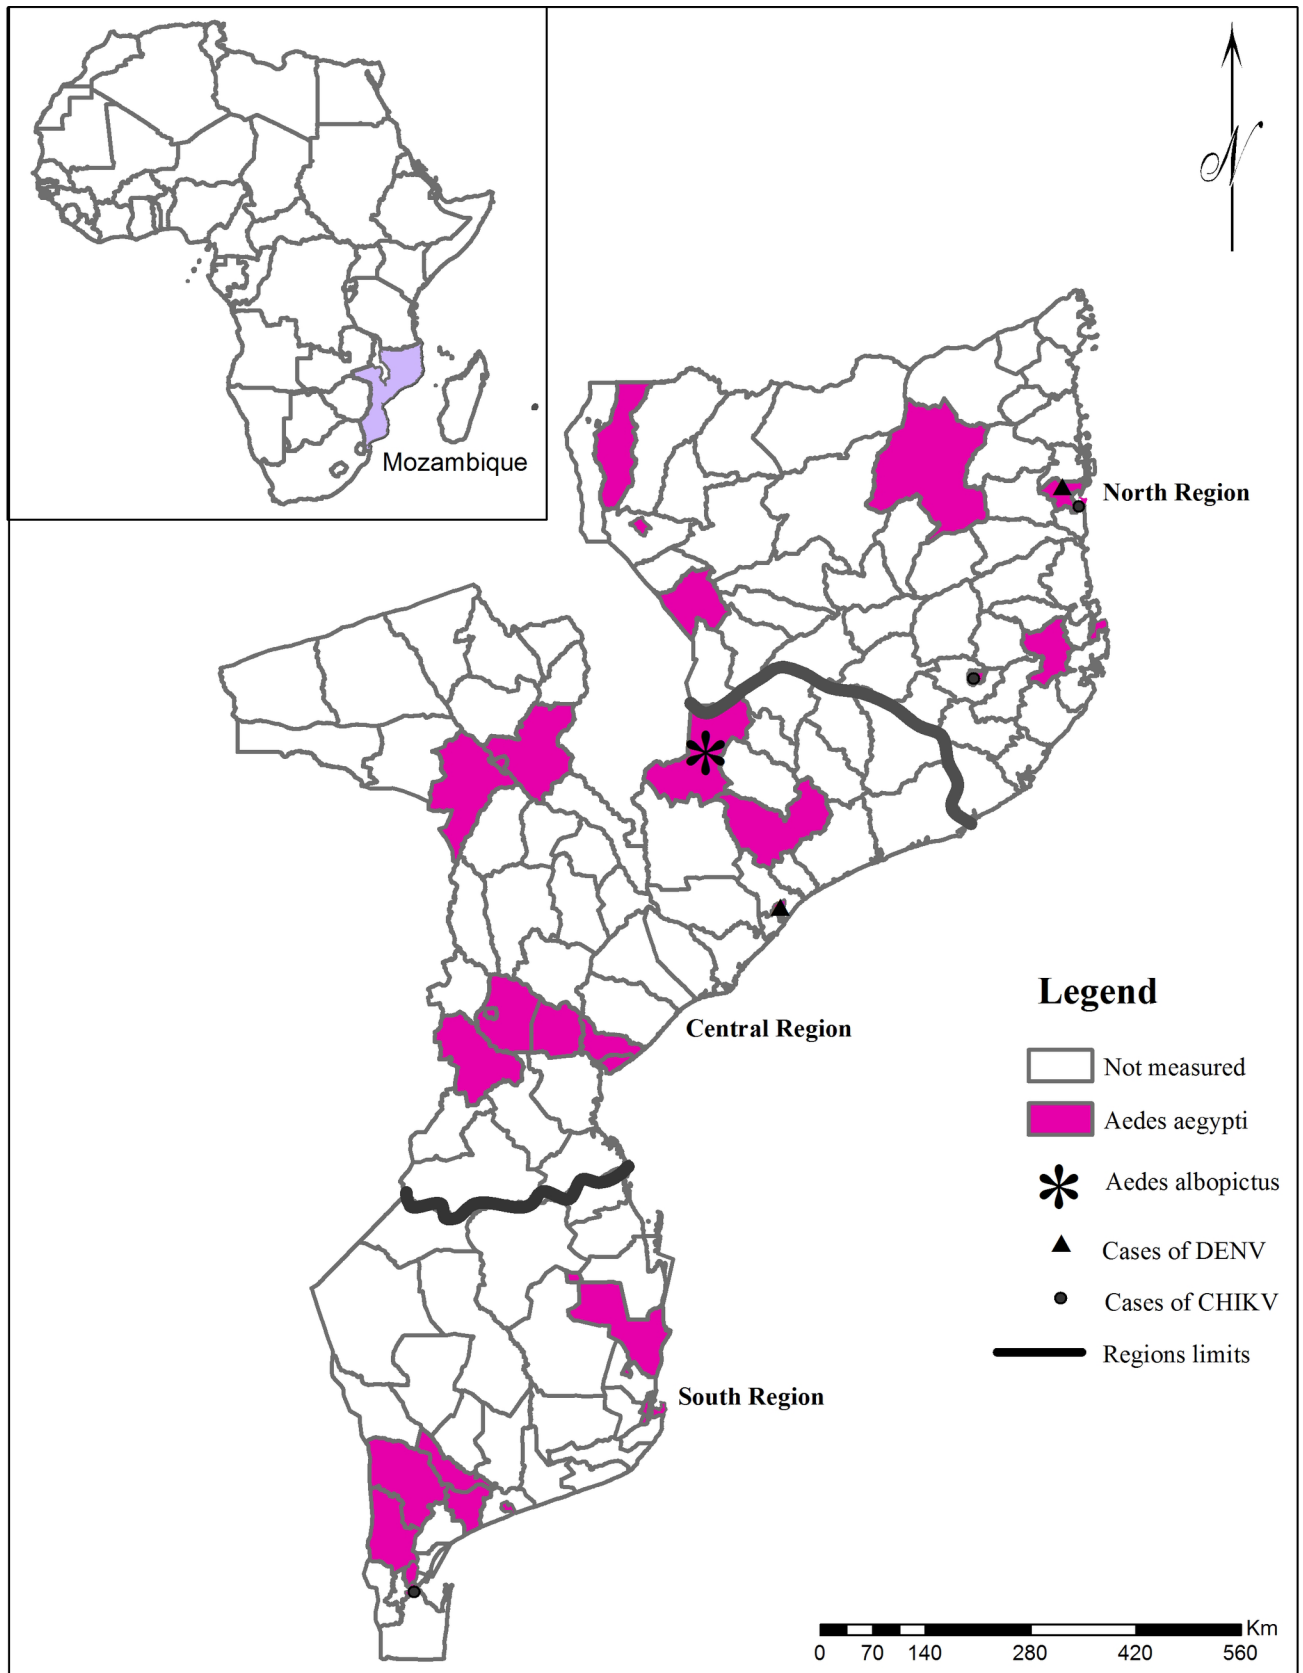 Mozambique
N
North Region
Central Region
South Region
Legend
Not measured
Aedes aegypti
Aedes albopictus
Cases of DENV
Cases of CHIKV
Regions limits
Km
0 70 140 280 420 560